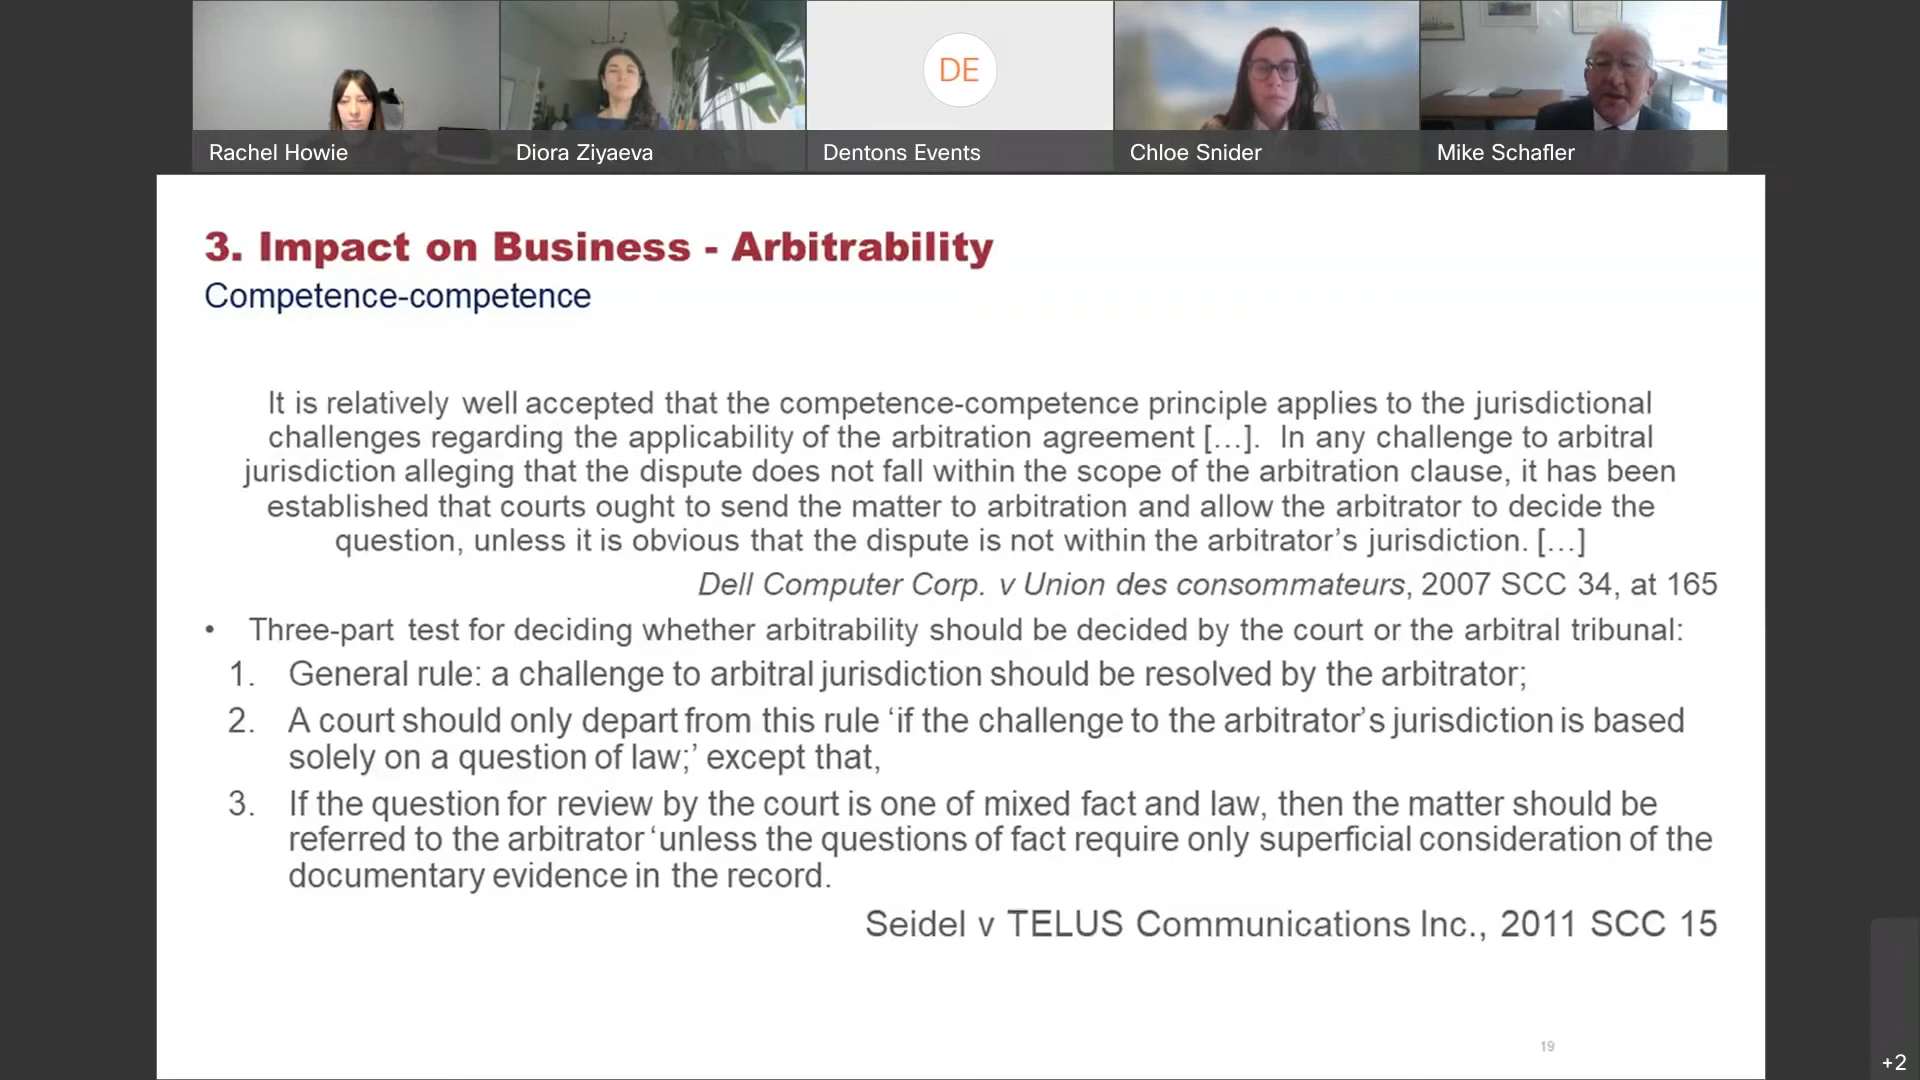 DE
Rachel Howie
Diora Ziyaeva
Dentons Events
Chloe Snider
Mike Schafler
3. Impact on Business - Arbitrability
Competence-competence
It is relatively well accepted that the competence-competence principle applies to the jurisdictional
challenges regarding the applicability of the arbitration agreement […]. In any challenge to arbitral
jurisdiction alleging that the dispute does not fall within the scope of the arbitration clause, it has been
established that courts ought to send the matter to arbitration and allow the arbitrator to decide the
question, unless it is obvious that the dispute is not within the arbitrator’s jurisdiction. […]
Dell Computer Corp. v Union des consommateurs, 2007 SCC 34, at 165
• Three-part test for deciding whether arbitrability should be decided by the court or the arbitral tribunal:
1. General rule: a challenge to arbitral jurisdiction should be resolved by the arbitrator;
2. A court should only depart from this rule ‘if the challenge to the arbitrator’s jurisdiction is based
solely on a question of law;’ except that,
3. If the question for review by the court is one of mixed fact and law, then the matter should be
referred to the arbitrator ‘unless the questions of fact require only superficial consideration of the
documentary evidence in the record.
Seidel v TELUS Communications Inc., 2011 SCC 15
19
+2